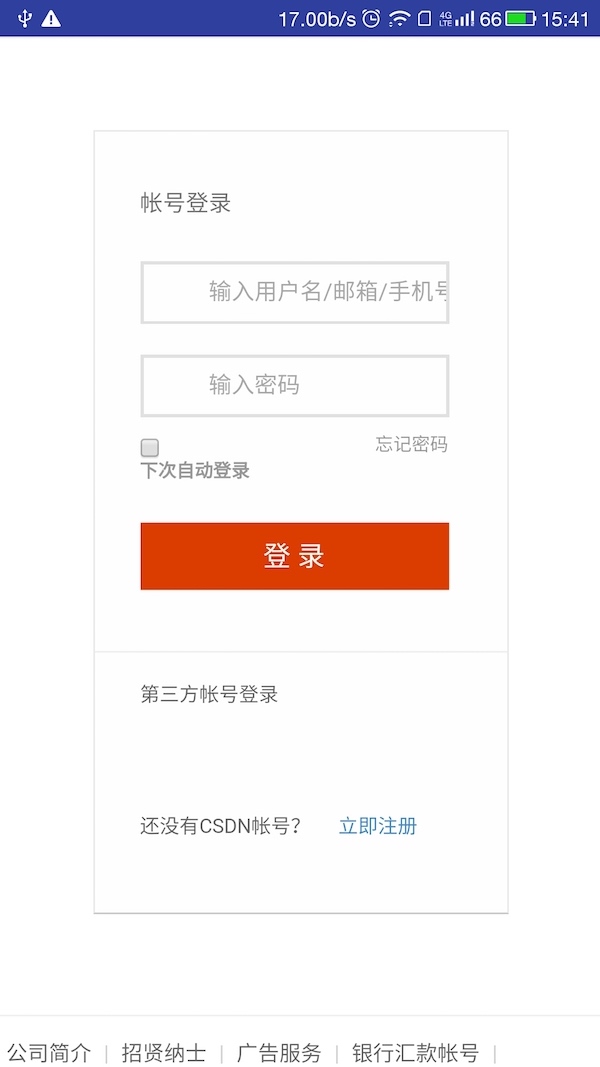 17.00b/s 4G LTE 66 15:41
帐号登录
输入用户名/邮箱/手机号
输入密码
忘记密码
下次自动登录
登 录
第三方帐号登录
还没有CSDN帐号? 立即注册
公司简介 | 招贤纳士 | 广告服务 | 银行汇款帐号 |